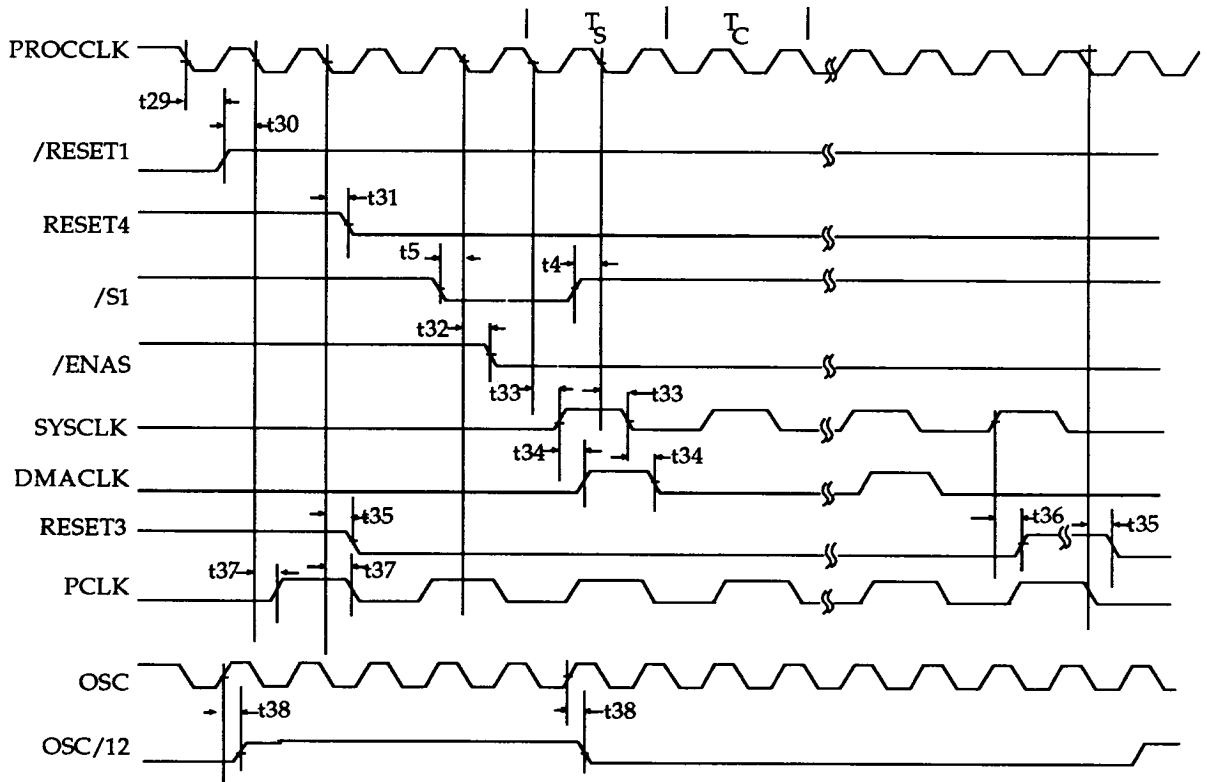 T_S T_C
PROCCLK
t29
t30
/RESET1
t31
RESET4
t5 t4
/S1
t32
/ENAS
t33 t33
SYSCLK
t34 t34
DMACLK
RESET3 t35 t36 t35
t37 t37
PCLK
OSC
t38 t38
OSC/12